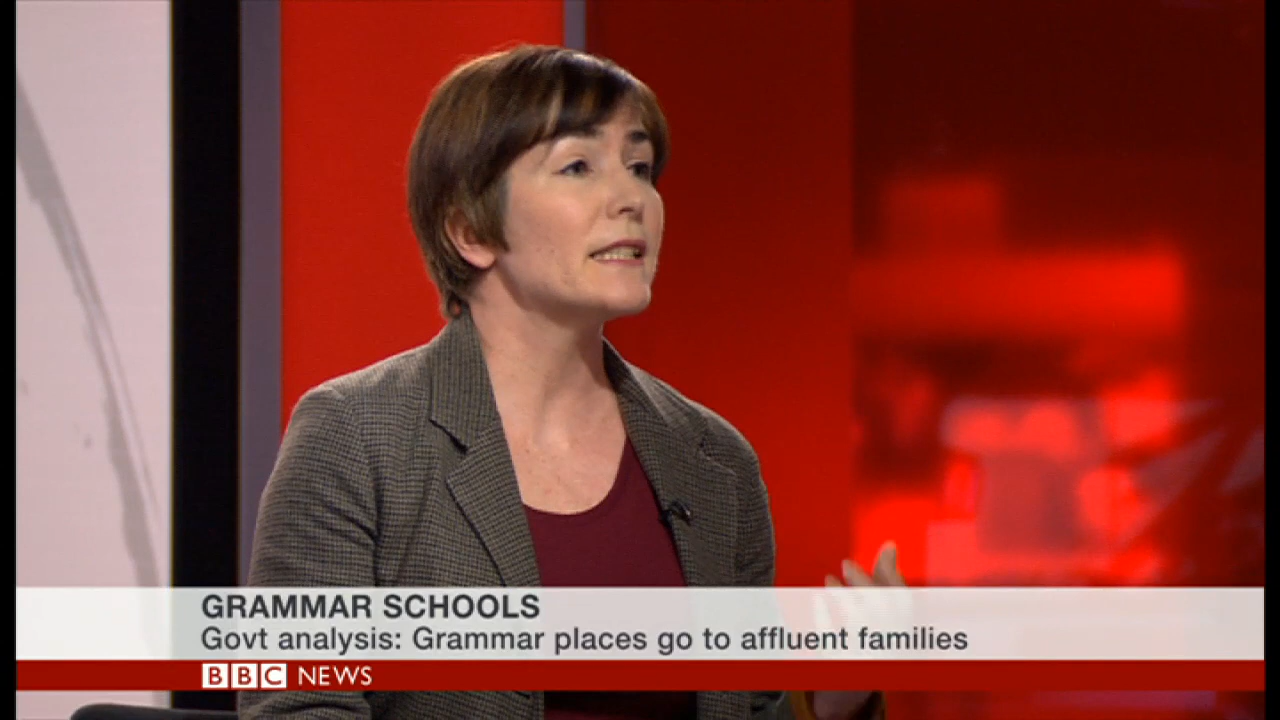 GRAMMAR SCHOOLS
Govt analysis: Grammar places go to affluent families
BBC NEWS